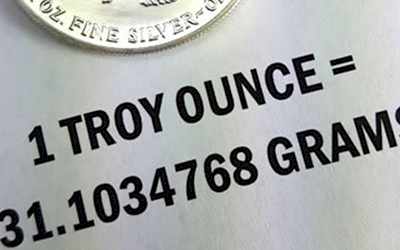 OZ. FINE SILVER-O
1 TROY OUNCE =
31.1034768 GRAMS